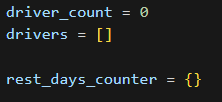 driver_count = 0
drivers = []
rest_days_counter = {}